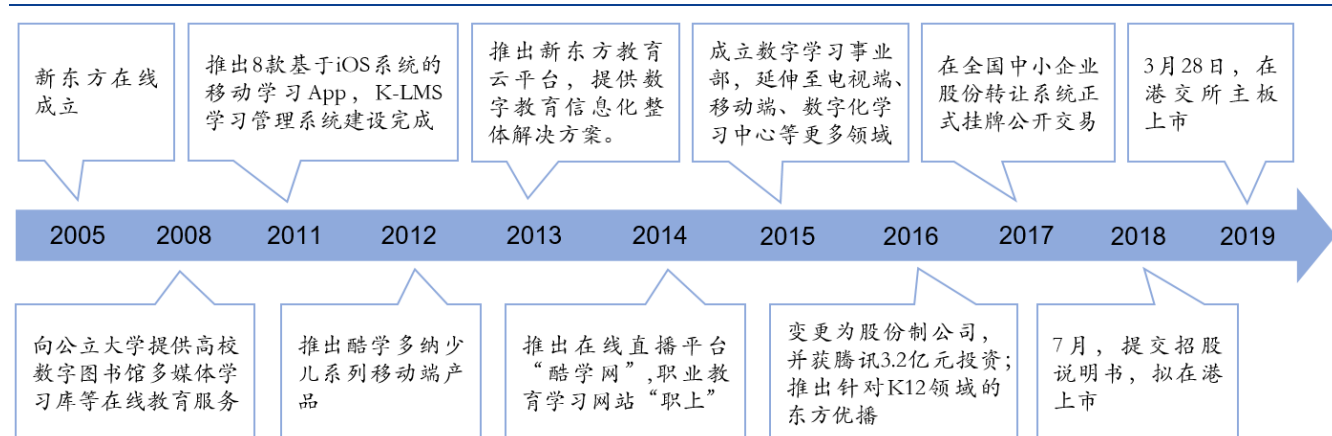 新东方在线
成立
推出8款基于iOS系统的
移动学习App，K-LMS
学习管理系统建设完成
推出新东方教育
云平台，提供数
字教育信息化整
体解决方案。
成立数字学习事业
部，延伸至电视端、
移动端、数字化学
习中心等更多领域
在全国中小企业
股份转让系统正
式挂牌公开交易
3月28日，在
港交所主板
上市
2005 2008 2011 2012 2013 2014 2015 2016 2017 2018 2019
向公立大学提供高校
数字图书馆多媒体学
习库等在线教育服务
推出酷学多纳少
儿系列移动端产
品
推出在线直播平台
“酷学网”,职业教
育学习网站“职上”
变更为股份制公司，
并获腾讯3.2亿元投资；
推出针对K12领域的
东方优播
7月，提交招股
说明书，拟在港
上市